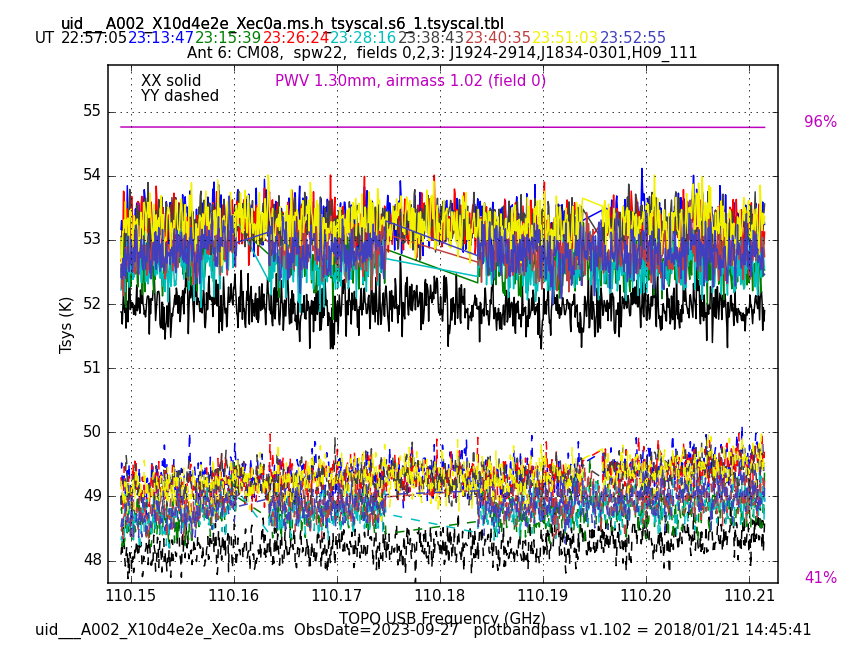 uid___A002_X10d4e2e_Xec0a.ms.h_tsyscal.s6_1.tsyscal.tbl
UT 22:57:05 23:13:47 23:15:39 23:26:24 23:28:16 23:38:43 23:40:35 23:51:03 23:52:55
Ant 6: CM08,  spw22,  fields 0,2,3: J1924-2914,J1834-0301,H09_111
XX solid
PWV 1.30mm, airmass 1.02 (field 0)
YY dashed
55
96%
54
53
52
Tsys (K)
51
50
49
48
41%
110.15 110.16 110.17 110.18 110.19 110.20 110.21
TOPO USB Frequency (GHz)
uid___A002_X10d4e2e_Xec0a.ms  ObsDate=2023-09-27   plotbandpass v1.102 = 2018/01/21 14:45:41